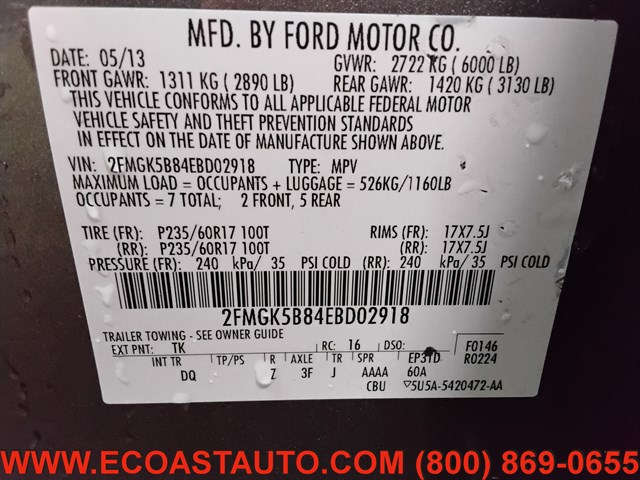 MFD. BY FORD MOTOR CO.
DATE: 05/13
GVWR: 2722 KG ( 6000 LB)
FRONT GAWR: 1311 KG ( 2890 LB)
REAR GAWR: 1420 KG ( 3130 LB)
THIS VEHICLE CONFORMS TO ALL APPLICABLE FEDERAL MOTOR
VEHICLE SAFETY AND THEFT PREVENTION STANDARDS
IN EFFECT ON THE DATE OF MANUFACTURE SHOWN ABOVE.
VIN: 2FMGK5B84EBD02918 TYPE: MPV
MAXIMUM LOAD = OCCUPANTS + LUGGAGE = 526KG/1160LB
OCCUPANTS = 7 TOTAL; 2 FRONT, 5 REAR
TIRE (FR): P235/60R17 100T RIMS (FR): 17X7.5J
(RR): P235/60R17 100T (RR): 17X7.5J
PRESSURE (FR): 240 kPa/ 35 PSI COLD (RR): 240 kPa/ 35 PSI COLD
2FMGK5B84EBD02918
TRAILER TOWING - SEE OWNER GUIDE
EXT PNT: TK RC: 16 DSO: F0146
R0224
INT TR TP/PS R AXLE TR SPR EP31D
DQ Z 3F J AAAA 60A
CBU ▽5U5A-5420472-AA
WWW.ECOASTAUTO.COM (800) 869-0655